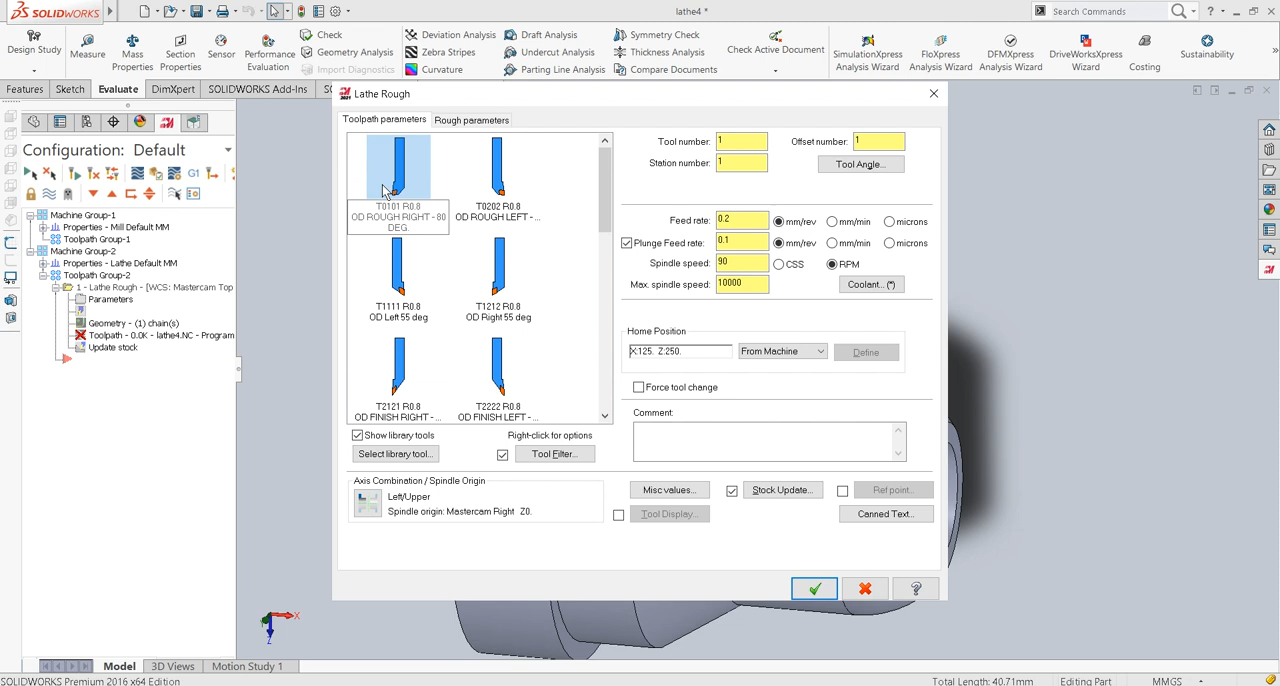 SOLIDWORKS
lathe4 *
Search Commands
Design Study
Measure
Mass Properties
Section Properties
Sensor
Performance Evaluation
Check
Geometry Analysis
Import Diagnostics
Deviation Analysis
Zebra Stripes
Curvature
Draft Analysis
Undercut Analysis
Parting Line Analysis
Symmetry Check
Thickness Analysis
Compare Documents
Check Active Document
SimulationXpress Analysis Wizard
FloXpress Analysis Wizard
DFMXpress Analysis Wizard
DriveWorksXpress Wizard
Costing
Sustainability
Features
Sketch
Evaluate
DimXpert
SOLIDWORKS Add-Ins
SO
Configuration: Default
G1
Machine Group-1
Properties - Mill Default MM
Toolpath Group-1
Machine Group-2
Properties - Lathe Default MM
Toolpath Group-2
1 - Lathe Rough - [WCS: Mastercam Top
Parameters
Geometry - (1) chain(s)
Toolpath - 0.0K - lathe4.NC - Program
Update stock
Lathe Rough
Toolpath parameters
Rough parameters
T0101 R0.8
OD ROUGH RIGHT - 80 DEG.
T0202 R0.8
OD ROUGH LEFT - ...
T1111 R0.8
OD Left 55 deg
T1212 R0.8
OD Right 55 deg
T2121 R0.8
OD FINISH RIGHT - ...
T2222 R0.8
OD FINISH LEFT - ...
Show library tools
Right-click for options
Select library tool...
Tool Filter...
Axis Combination / Spindle Origin
Left/Upper
Spindle origin: Mastercam Right Z0.
Tool number: 1
Offset number: 1
Station number: 1
Tool Angle...
Feed rate: 0.2 mm/rev mm/min microns
Plunge Feed rate: 0.1 mm/rev mm/min microns
Spindle speed: 90 CSS RPM
Max. spindle speed: 10000
Coolant... (*)
Home Position
X:125. Z:250.
From Machine
Define
Force tool change
Comment:
Misc values...
Stock Update...
Ref point...
Tool Display...
Canned Text...
X
Z
Model
3D Views
Motion Study 1
SOLIDWORKS Premium 2016 x64 Edition
Total Length: 40.71mm
Editing Part
MMGS